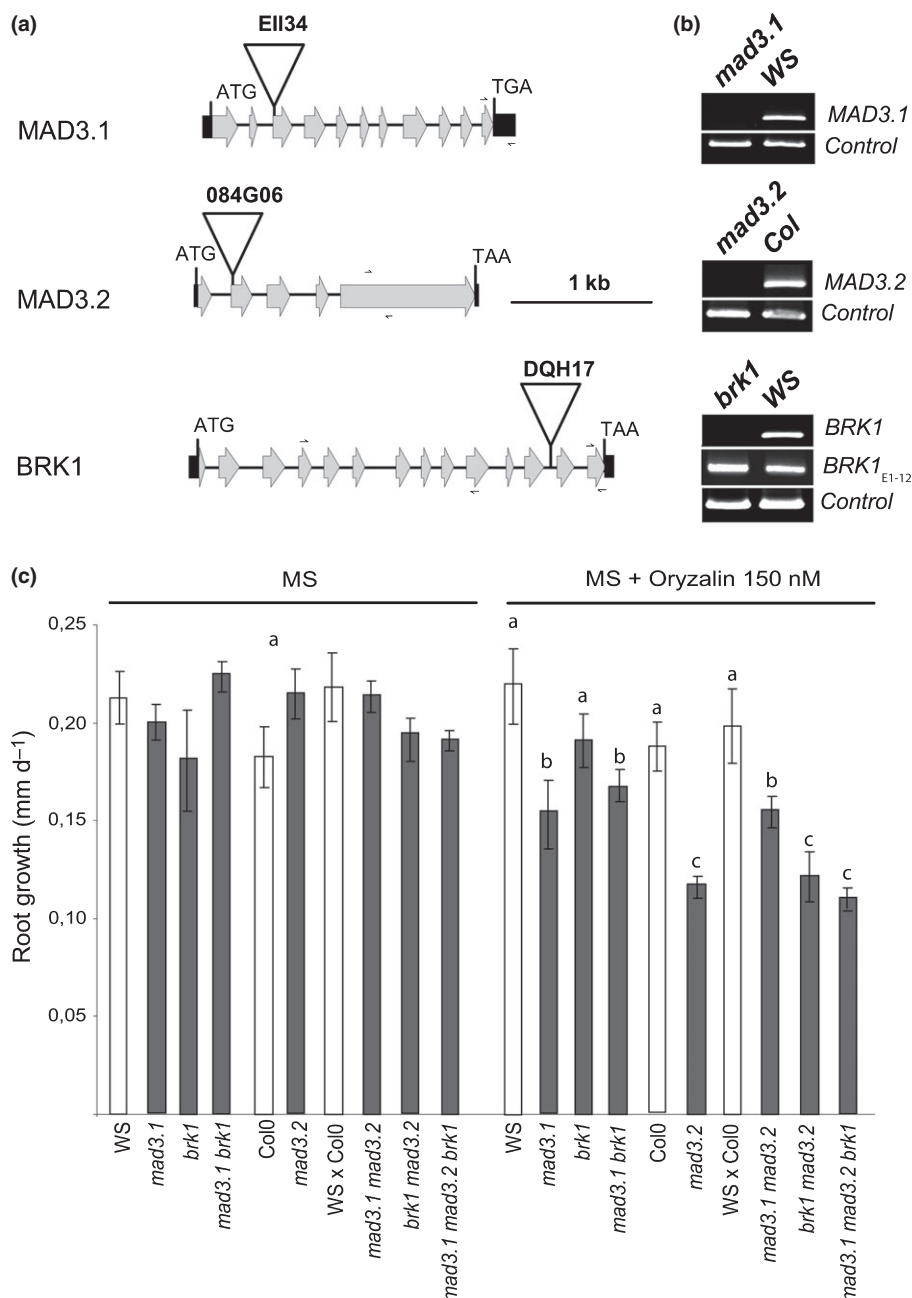 (a)
EII34
ATG
TGA
MAD3.1
084G06
ATG
TAA
MAD3.2
1 kb
DQH17
ATG
TAA
BRK1
(b)
mad3.1
WS
MAD3.1
Control
mad3.2
Col
MAD3.2
Control
brk1
WS
BRK1
BRK1E1-12
Control
(c)
MS
MS + Oryzalin 150 nM
Root growth (mm d–1)
0,25
0,20
0,15
0,10
0,05
a
a
b
a
b
a
c
a
b
c
c
WS
mad3.1
brk1
mad3.1 brk1
Col0
mad3.2
WS x Col0
mad3.1 mad3.2
brk1 mad3.2
mad3.1 mad3.2 brk1
WS
mad3.1
brk1
mad3.1 brk1
Col0
mad3.2
WS x Col0
mad3.1 mad3.2
brk1 mad3.2
mad3.1 mad3.2 brk1